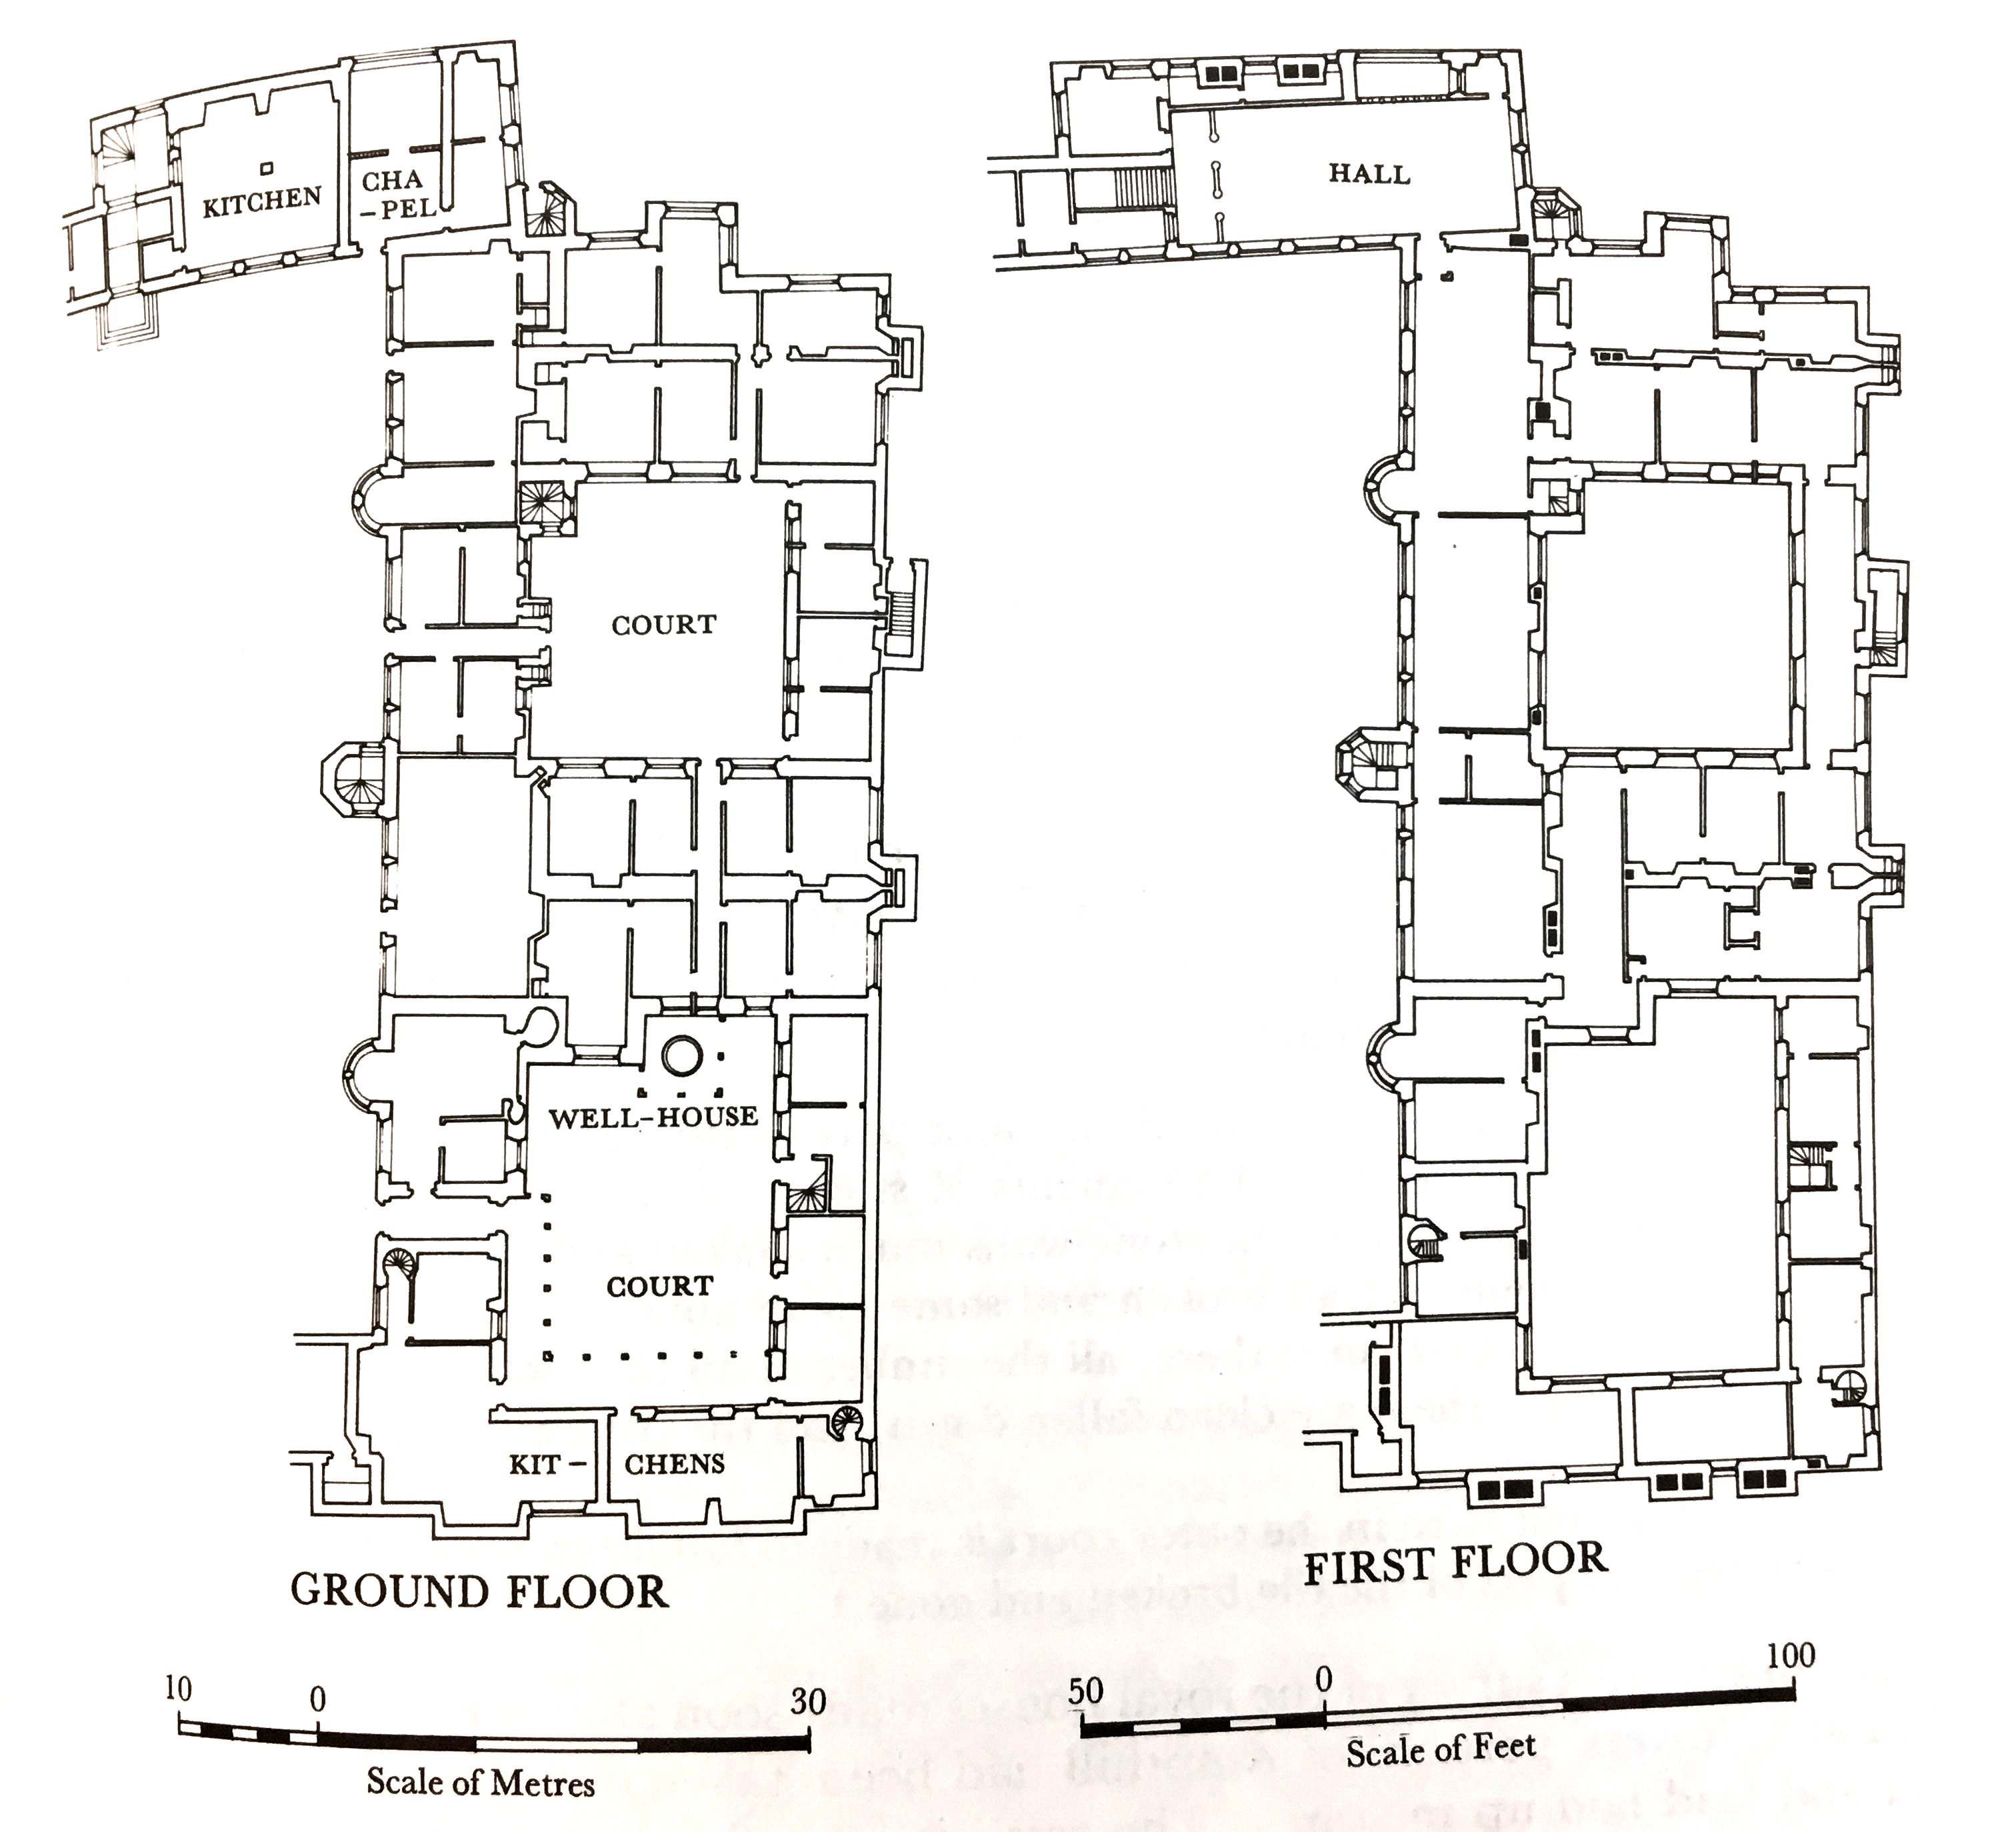 KITCHEN
CHA
-PEL
COURT
WELL-HOUSE
COURT
KIT- CHENS
GROUND FLOOR
10 0 30
Scale of Metres
HALL
FIRST FLOOR
50 0 100
Scale of Feet